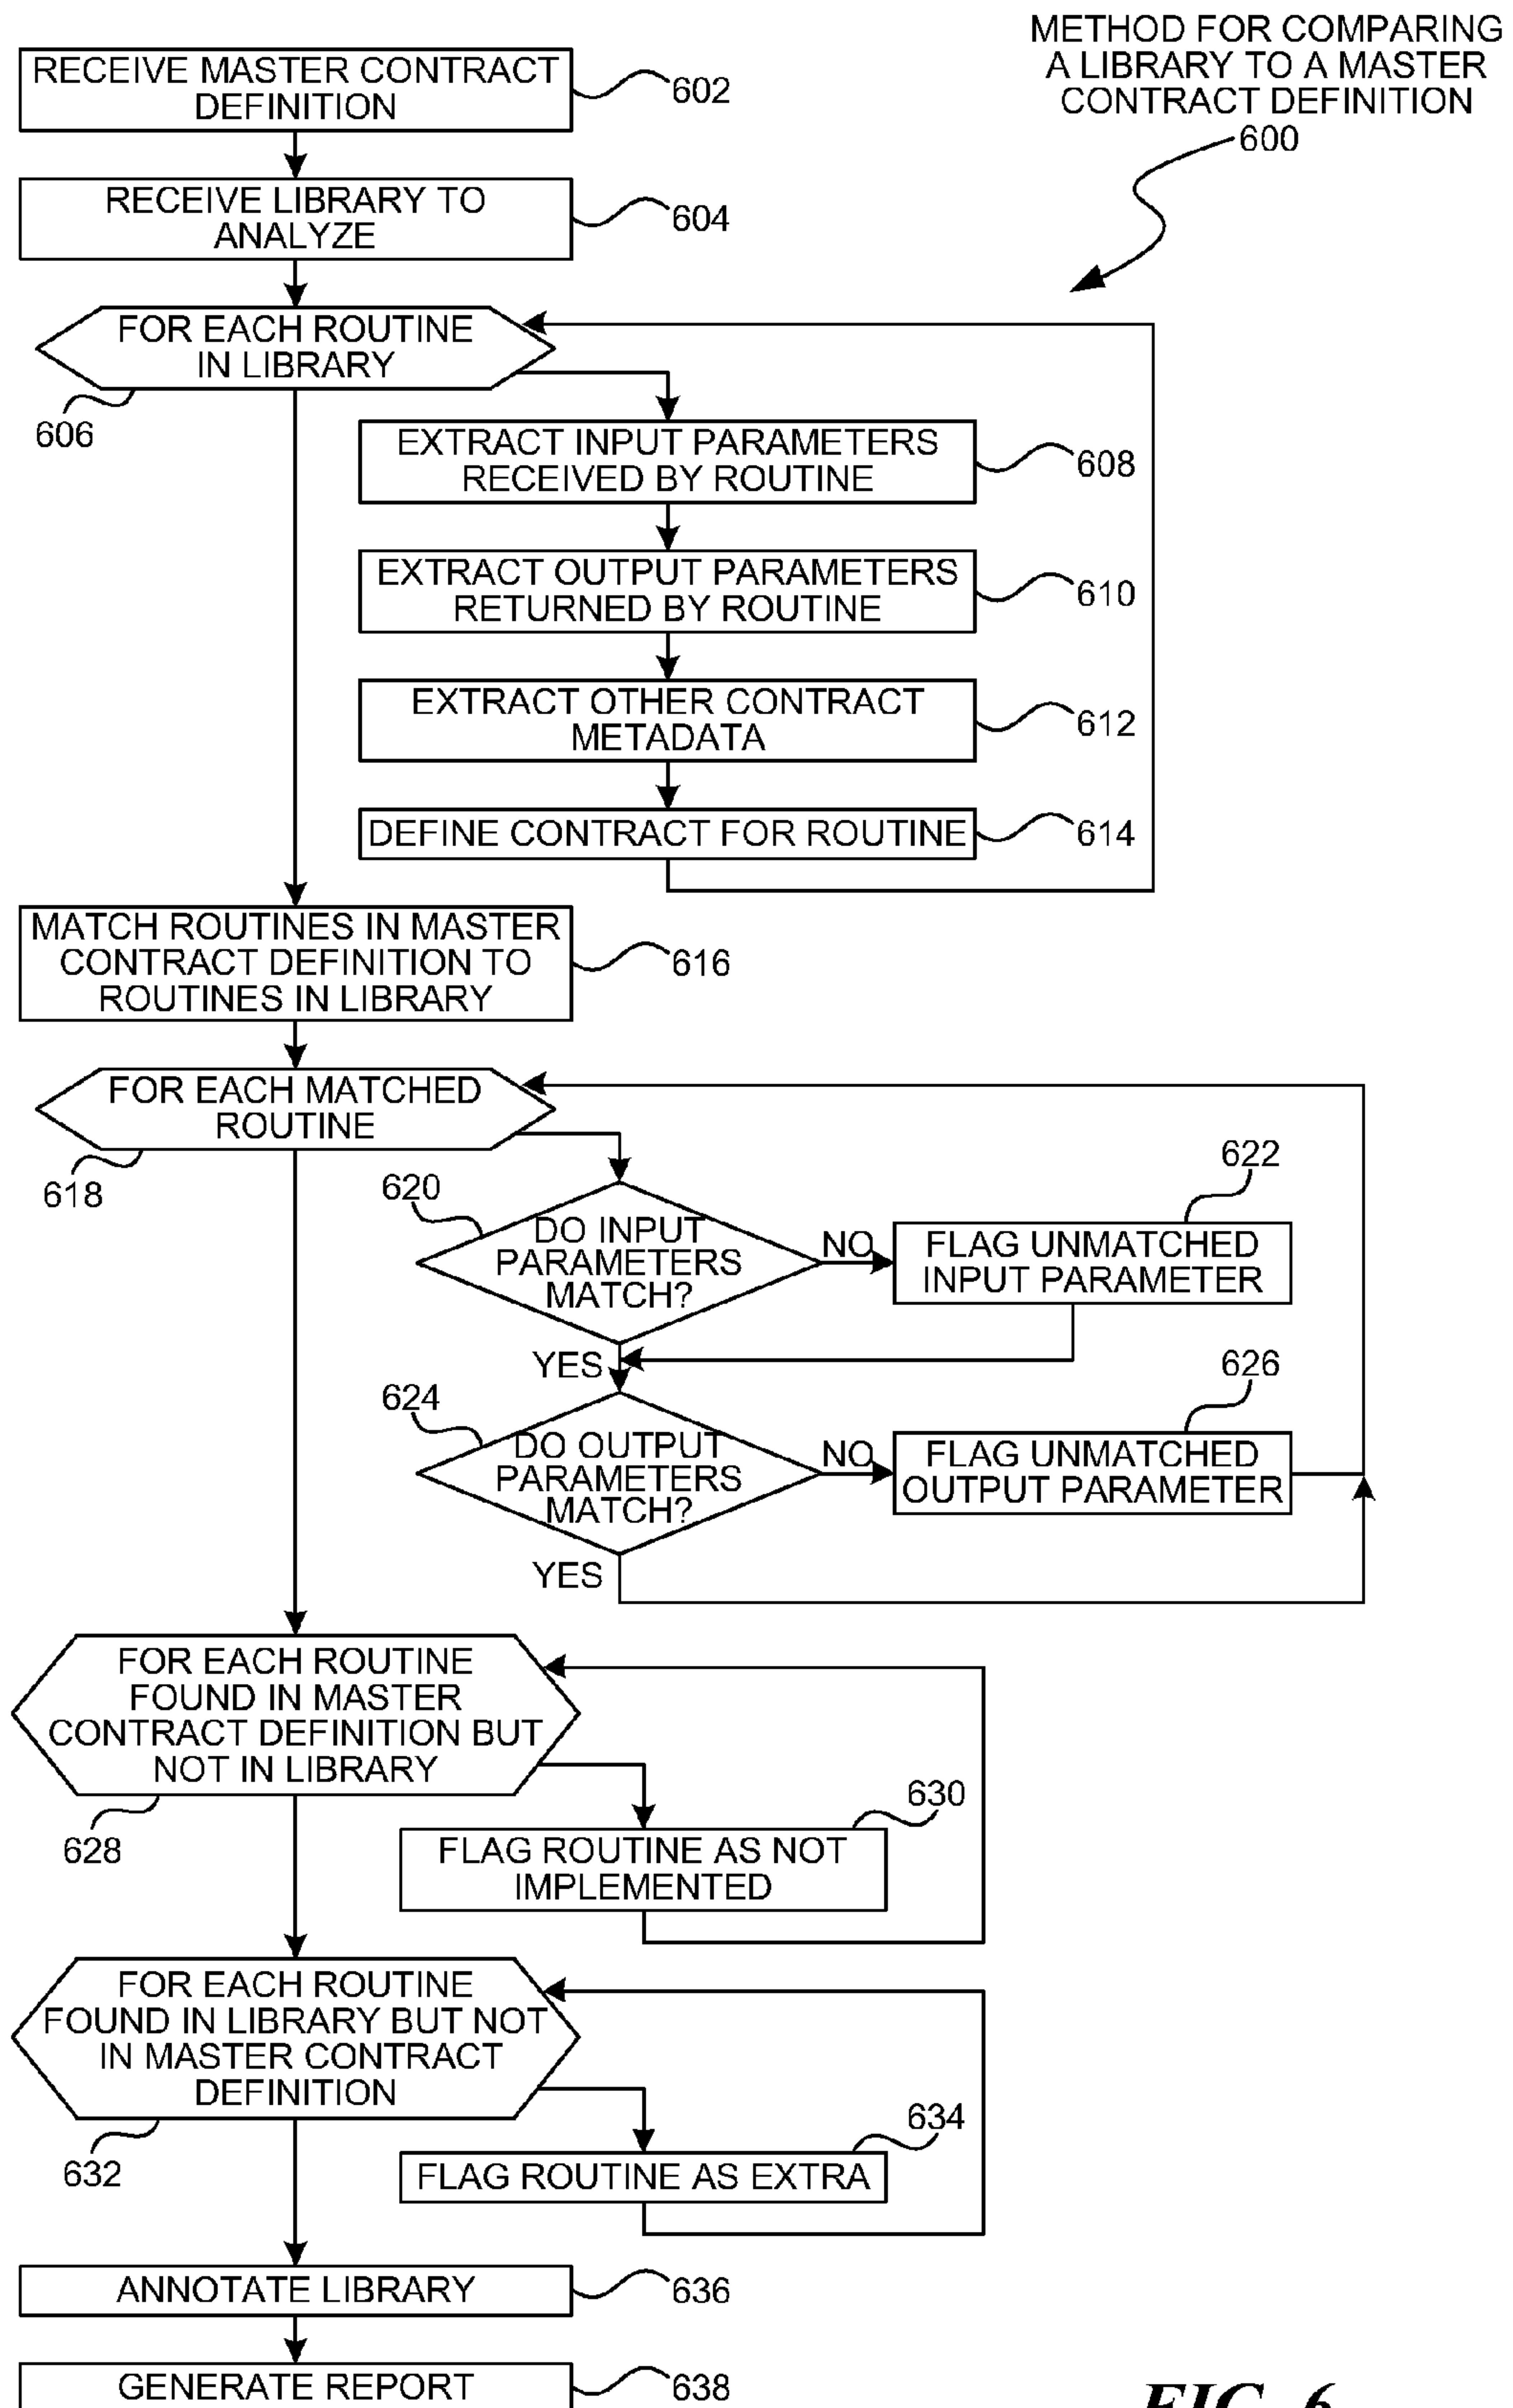 METHOD FOR COMPARING
A LIBRARY TO A MASTER
CONTRACT DEFINITION
600
RECEIVE MASTER CONTRACT
DEFINITION
602
RECEIVE LIBRARY TO
ANALYZE
604
FOR EACH ROUTINE
IN LIBRARY
606
EXTRACT INPUT PARAMETERS
RECEIVED BY ROUTINE
608
EXTRACT OUTPUT PARAMETERS
RETURNED BY ROUTINE
610
EXTRACT OTHER CONTRACT
METADATA
612
DEFINE CONTRACT FOR ROUTINE
614
MATCH ROUTINES IN MASTER
CONTRACT DEFINITION TO
ROUTINES IN LIBRARY
616
FOR EACH MATCHED
ROUTINE
618
620
DO INPUT
PARAMETERS
MATCH?
NO
622
FLAG UNMATCHED
INPUT PARAMETER
YES
624
DO OUTPUT
PARAMETERS
MATCH?
NO
626
FLAG UNMATCHED
OUTPUT PARAMETER
YES
FOR EACH ROUTINE
FOUND IN MASTER
CONTRACT DEFINITION BUT
NOT IN LIBRARY
628
630
FLAG ROUTINE AS NOT
IMPLEMENTED
FOR EACH ROUTINE
FOUND IN LIBRARY BUT NOT
IN MASTER CONTRACT
DEFINITION
632
634
FLAG ROUTINE AS EXTRA
ANNOTATE LIBRARY
636
GENERATE REPORT
638
FIG. 6